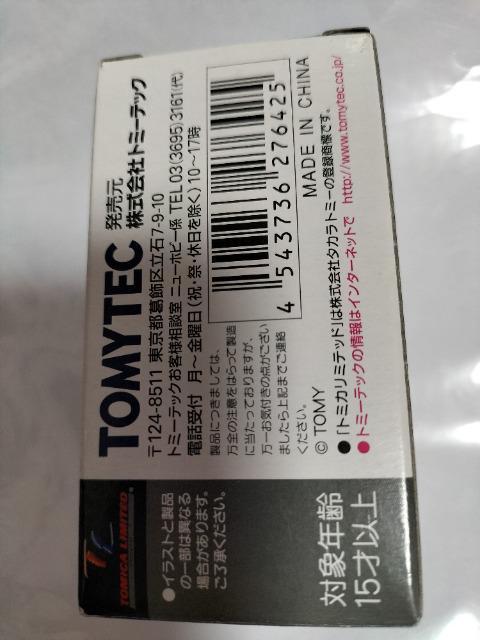 TOMICA LIMITED
●イラストと製品
の一部は異なる
場合があります。
ご了承ください。
対象年齢
15才以上
TOMYTEC
発売元
株式会社トミーテック
〒124-8511 東京都葛飾区立石7-9-10
トミーテックお客様相談室 ニューホビー係 TEL 03(3695)3161(代)
電話受付 月〜金曜日(祝・祭・休日を除く)10〜17時
製品につきましては、
万全の注意をはらって製造
に当たっておりますが、
万一お気付きの点がござい
ましたら上記までご連絡
ください。
4 543736 276425
© TOMY
MADE IN CHINA
●「トミカリミテッド」は株式会社タカラトミーの登録商標です。
●トミーテックの情報はインターネットで http://www.tomytec.co.jp/